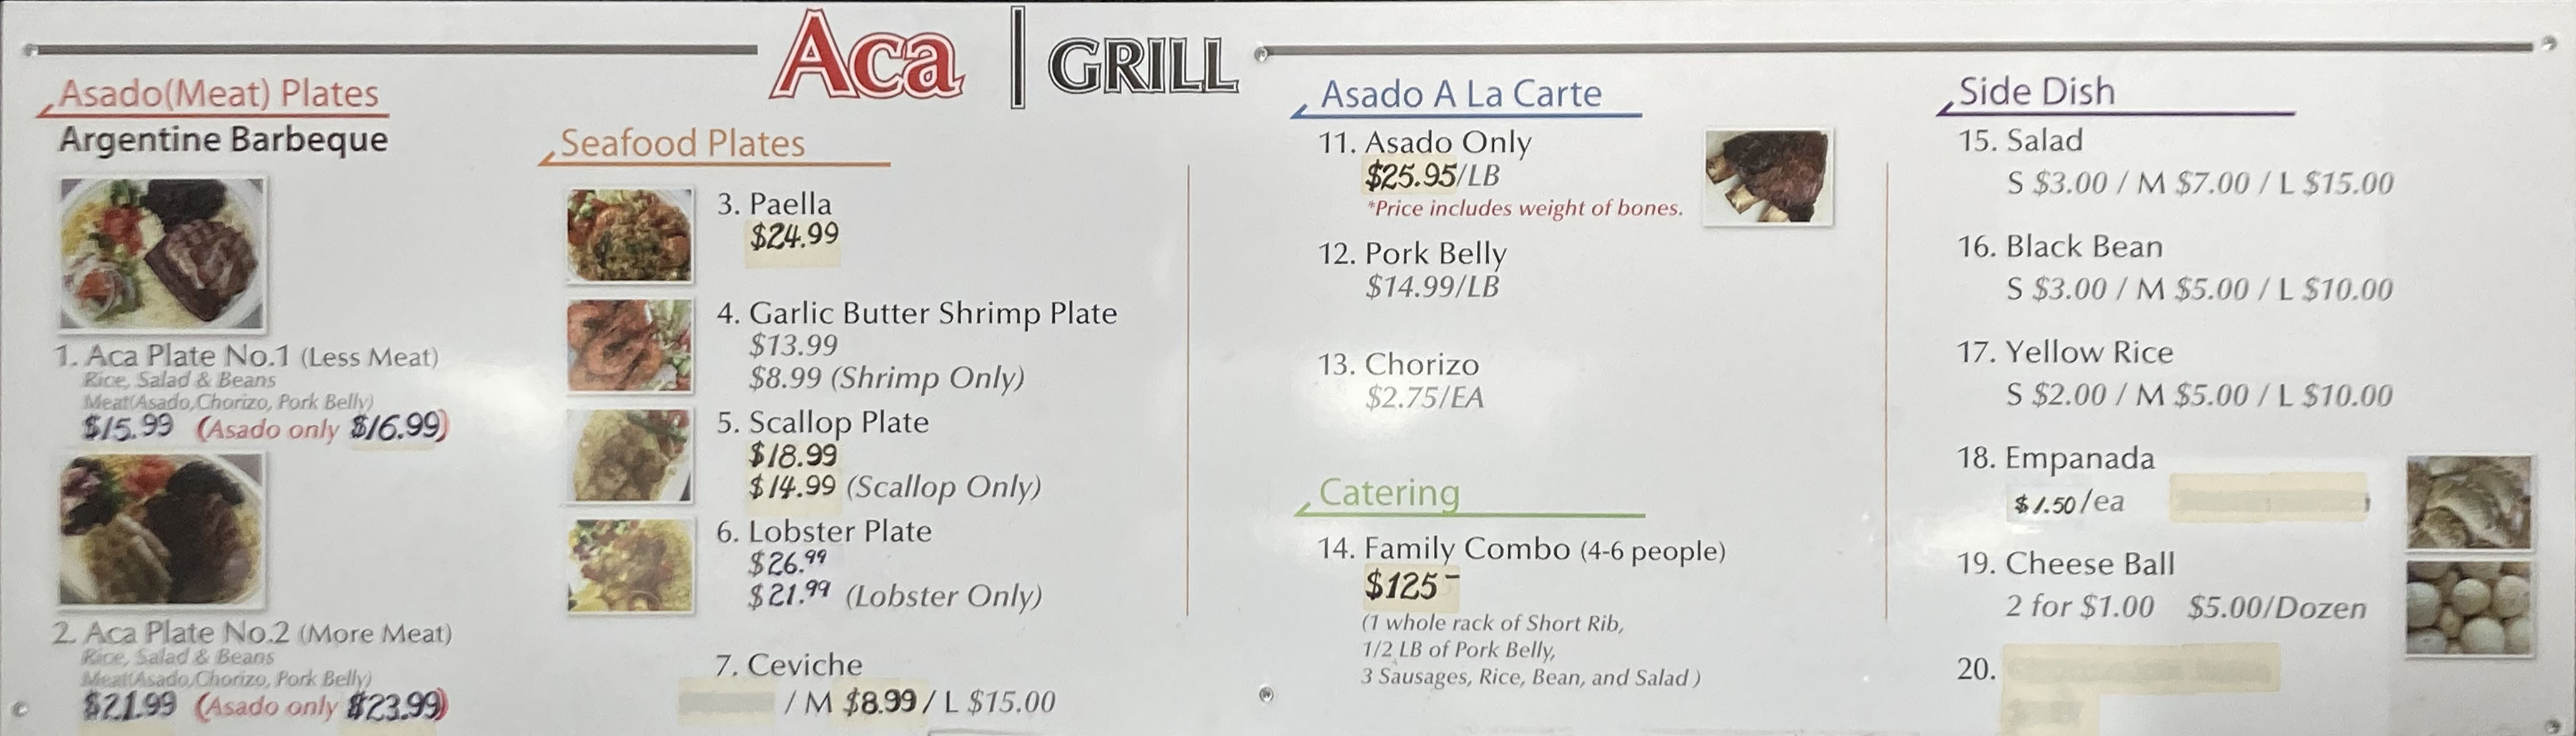 Aca | GRILL
Asado(Meat) Plates
Argentine Barbeque
1. Aca Plate No.1 (Less Meat)
Rice, Salad & Beans
Meat(Asado,Chorizo, Pork Belly)
$15.99 (Asado only $16.99)
2. Aca Plate No.2 (More Meat)
Rice, Salad & Beans
Meat(Asado,Chorizo, Pork Belly)
$21.99 (Asado only $23.99)
Seafood Plates
3. Paella
$24.99
4. Garlic Butter Shrimp Plate
$13.99
$8.99 (Shrimp Only)
5. Scallop Plate
$18.99
$14.99 (Scallop Only)
6. Lobster Plate
$26.99
$21.99 (Lobster Only)
7. Ceviche
/ M $8.99 / L $15.00
Asado A La Carte
11. Asado Only
$25.95/LB
*Price includes weight of bones.
12. Pork Belly
$14.99/LB
13. Chorizo
$2.75/EA
Catering
14. Family Combo (4-6 people)
$125-
(1 whole rack of Short Rib,
1/2 LB of Pork Belly,
3 Sausages, Rice, Bean, and Salad )
Side Dish
15. Salad
S $3.00 / M $7.00 / L $15.00
16. Black Bean
S $3.00 / M $5.00 / L $10.00
17. Yellow Rice
S $2.00 / M $5.00 / L $10.00
18. Empanada
$1.50/ea
19. Cheese Ball
2 for $1.00 $5.00/Dozen
20.